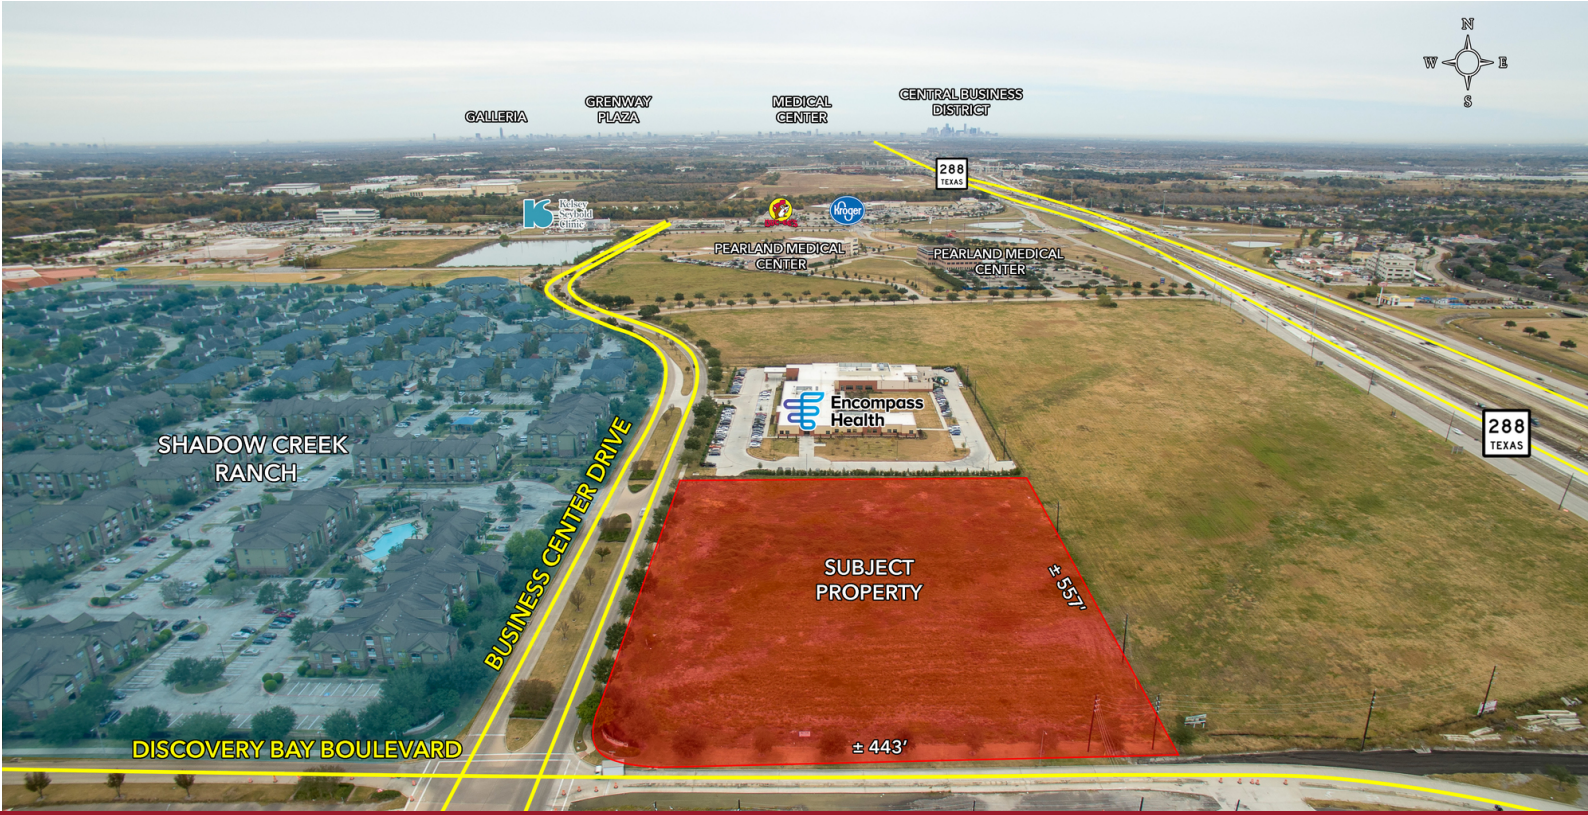 N
W E
S
GALLERIA
GRENWAY
PLAZA
MEDICAL
CENTER
CENTRAL BUSINESS
DISTRICT
288
TEXAS
Kelsey
Seybold
Clinic
Kroger
PEARLAND MEDICAL
CENTER
PEARLAND MEDICAL
CENTER
Encompass
Health
288
TEXAS
SHADOW CREEK
RANCH
BUSINESS CENTER DRIVE
SUBJECT
PROPERTY
± 557'
± 443'
DISCOVERY BAY BOULEVARD